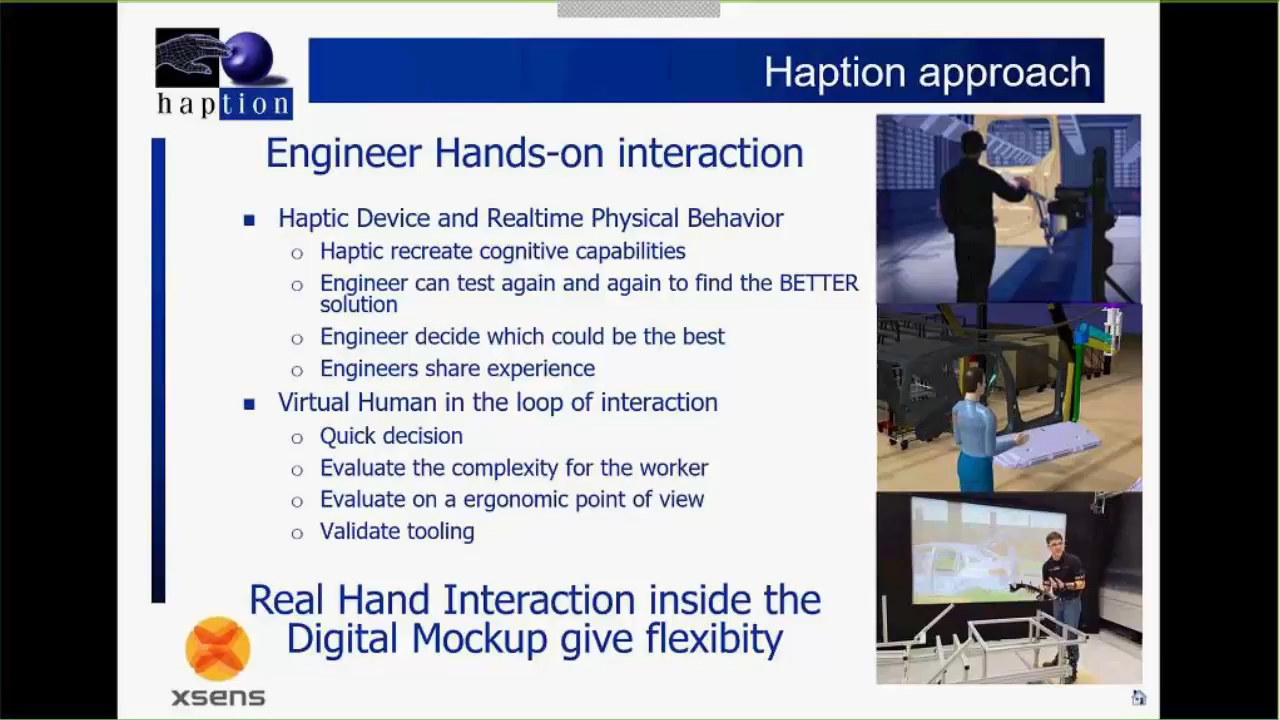 haption
Haption approach
Engineer Hands-on interaction
Haptic Device and Realtime Physical Behavior
Haptic recreate cognitive capabilities
Engineer can test again and again to find the BETTER
solution
Engineer decide which could be the best
Engineers share experience
Virtual Human in the loop of interaction
Quick decision
Evaluate the complexity for the worker
Evaluate on a ergonomic point of view
Validate tooling
Real Hand Interaction inside the
Digital Mockup give flexibity
xsens